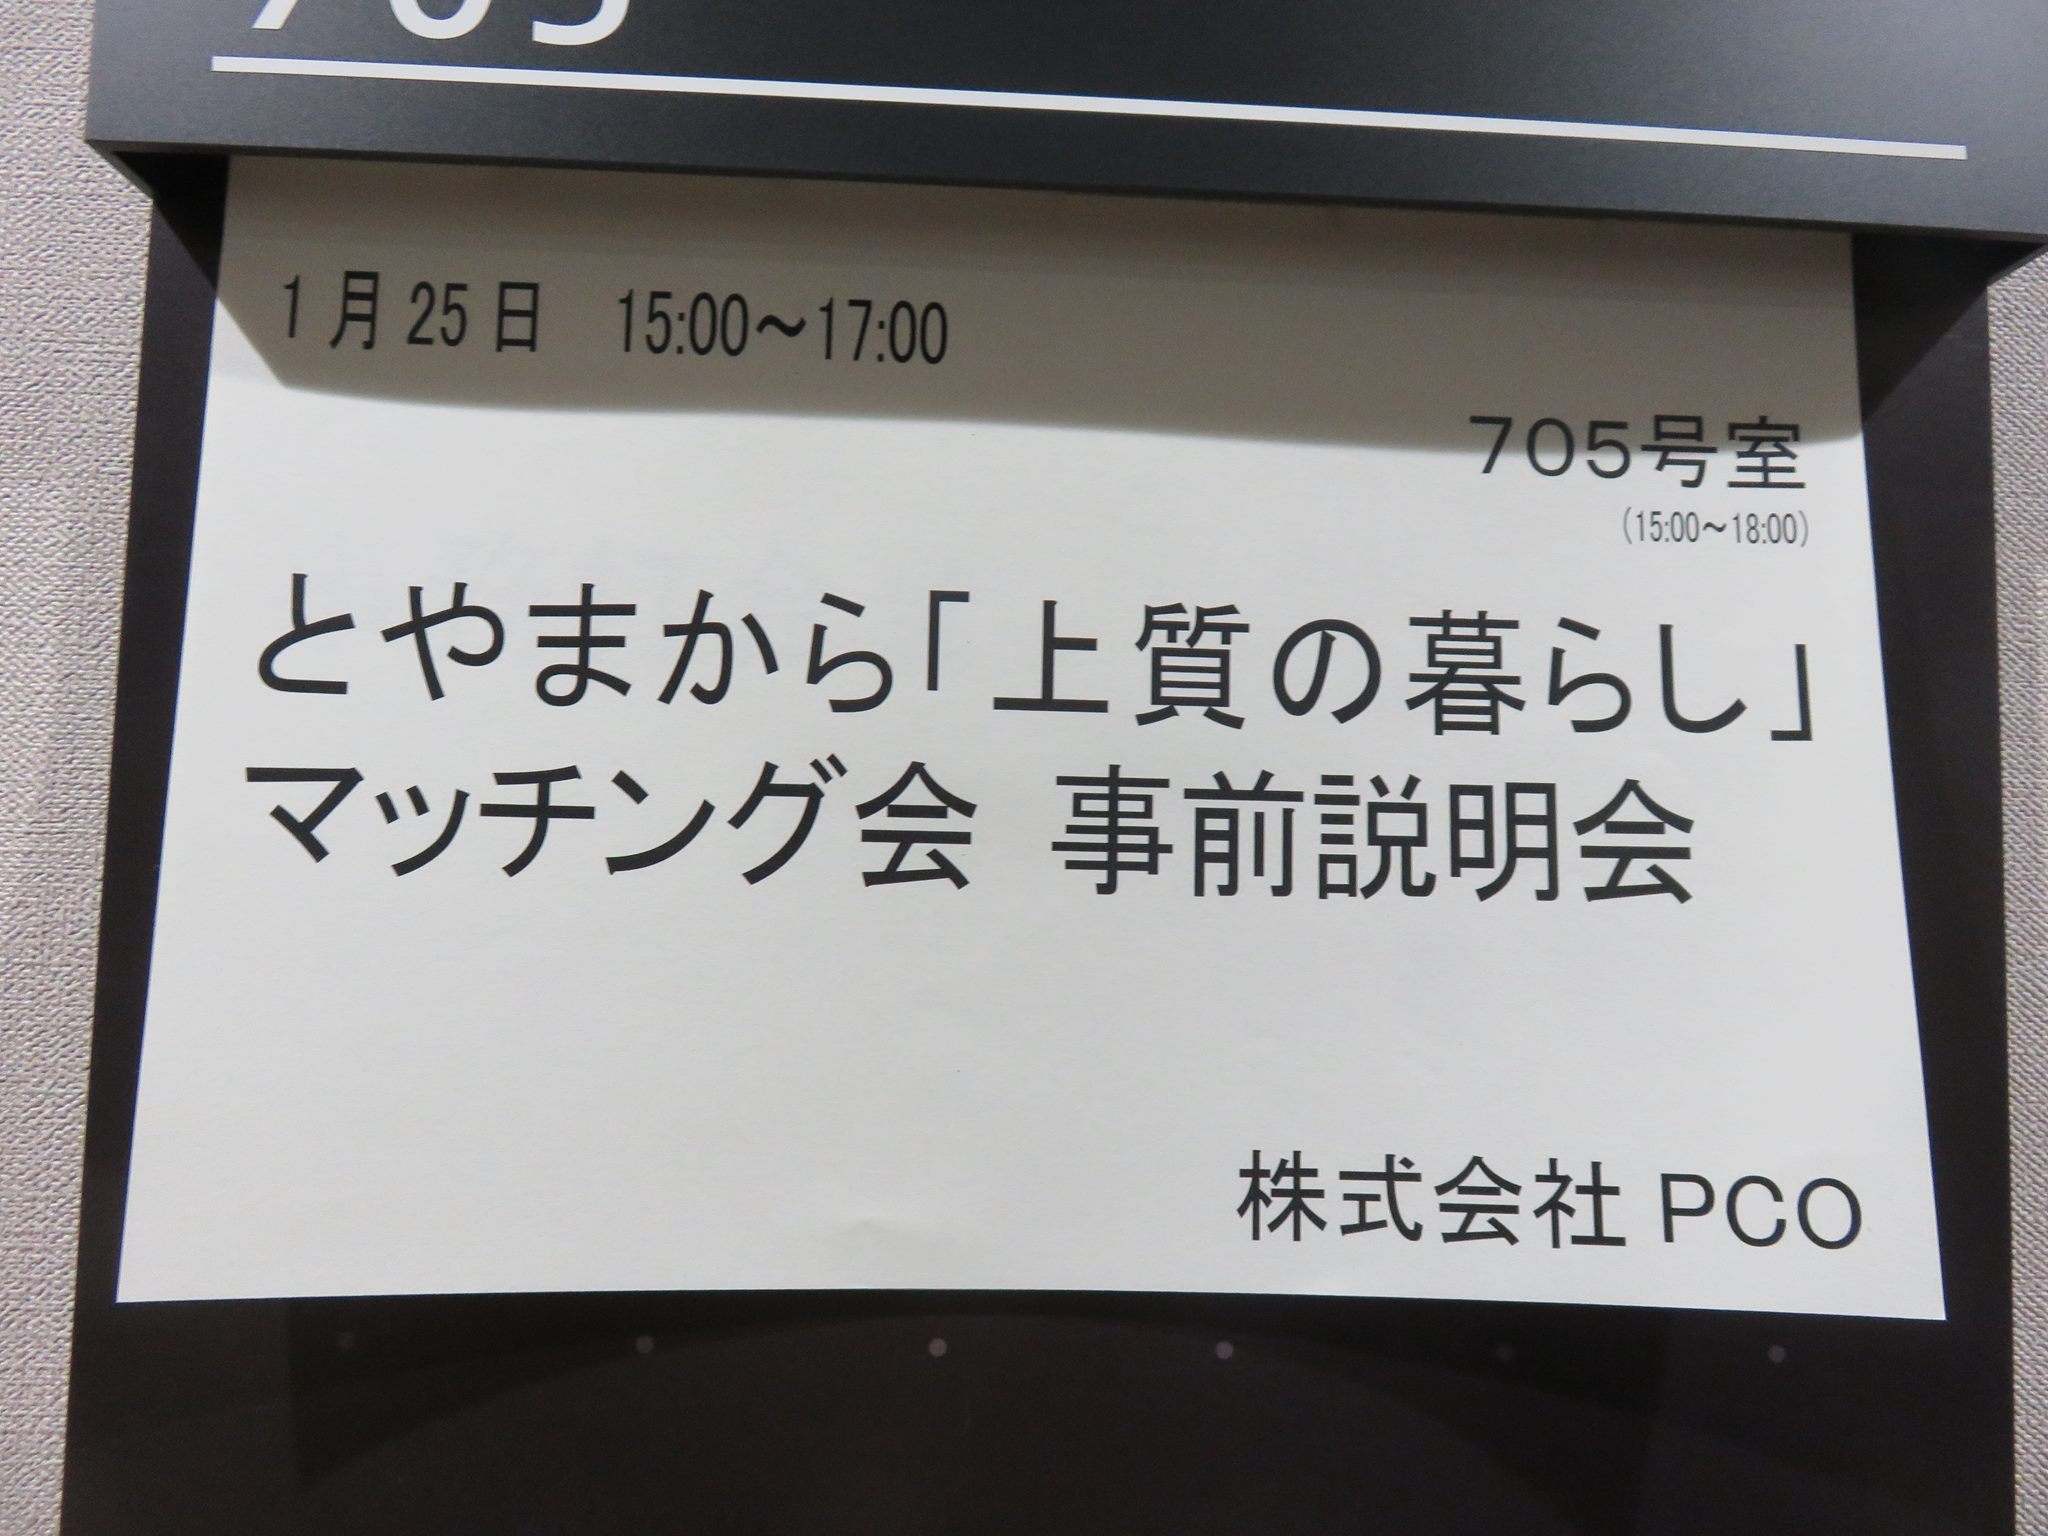 705
1月25日 15:00～17:00
705号室
(15:00～18:00)
とやまから「上質の暮らし」
マッチング会 事前説明会
株式会社 PCO